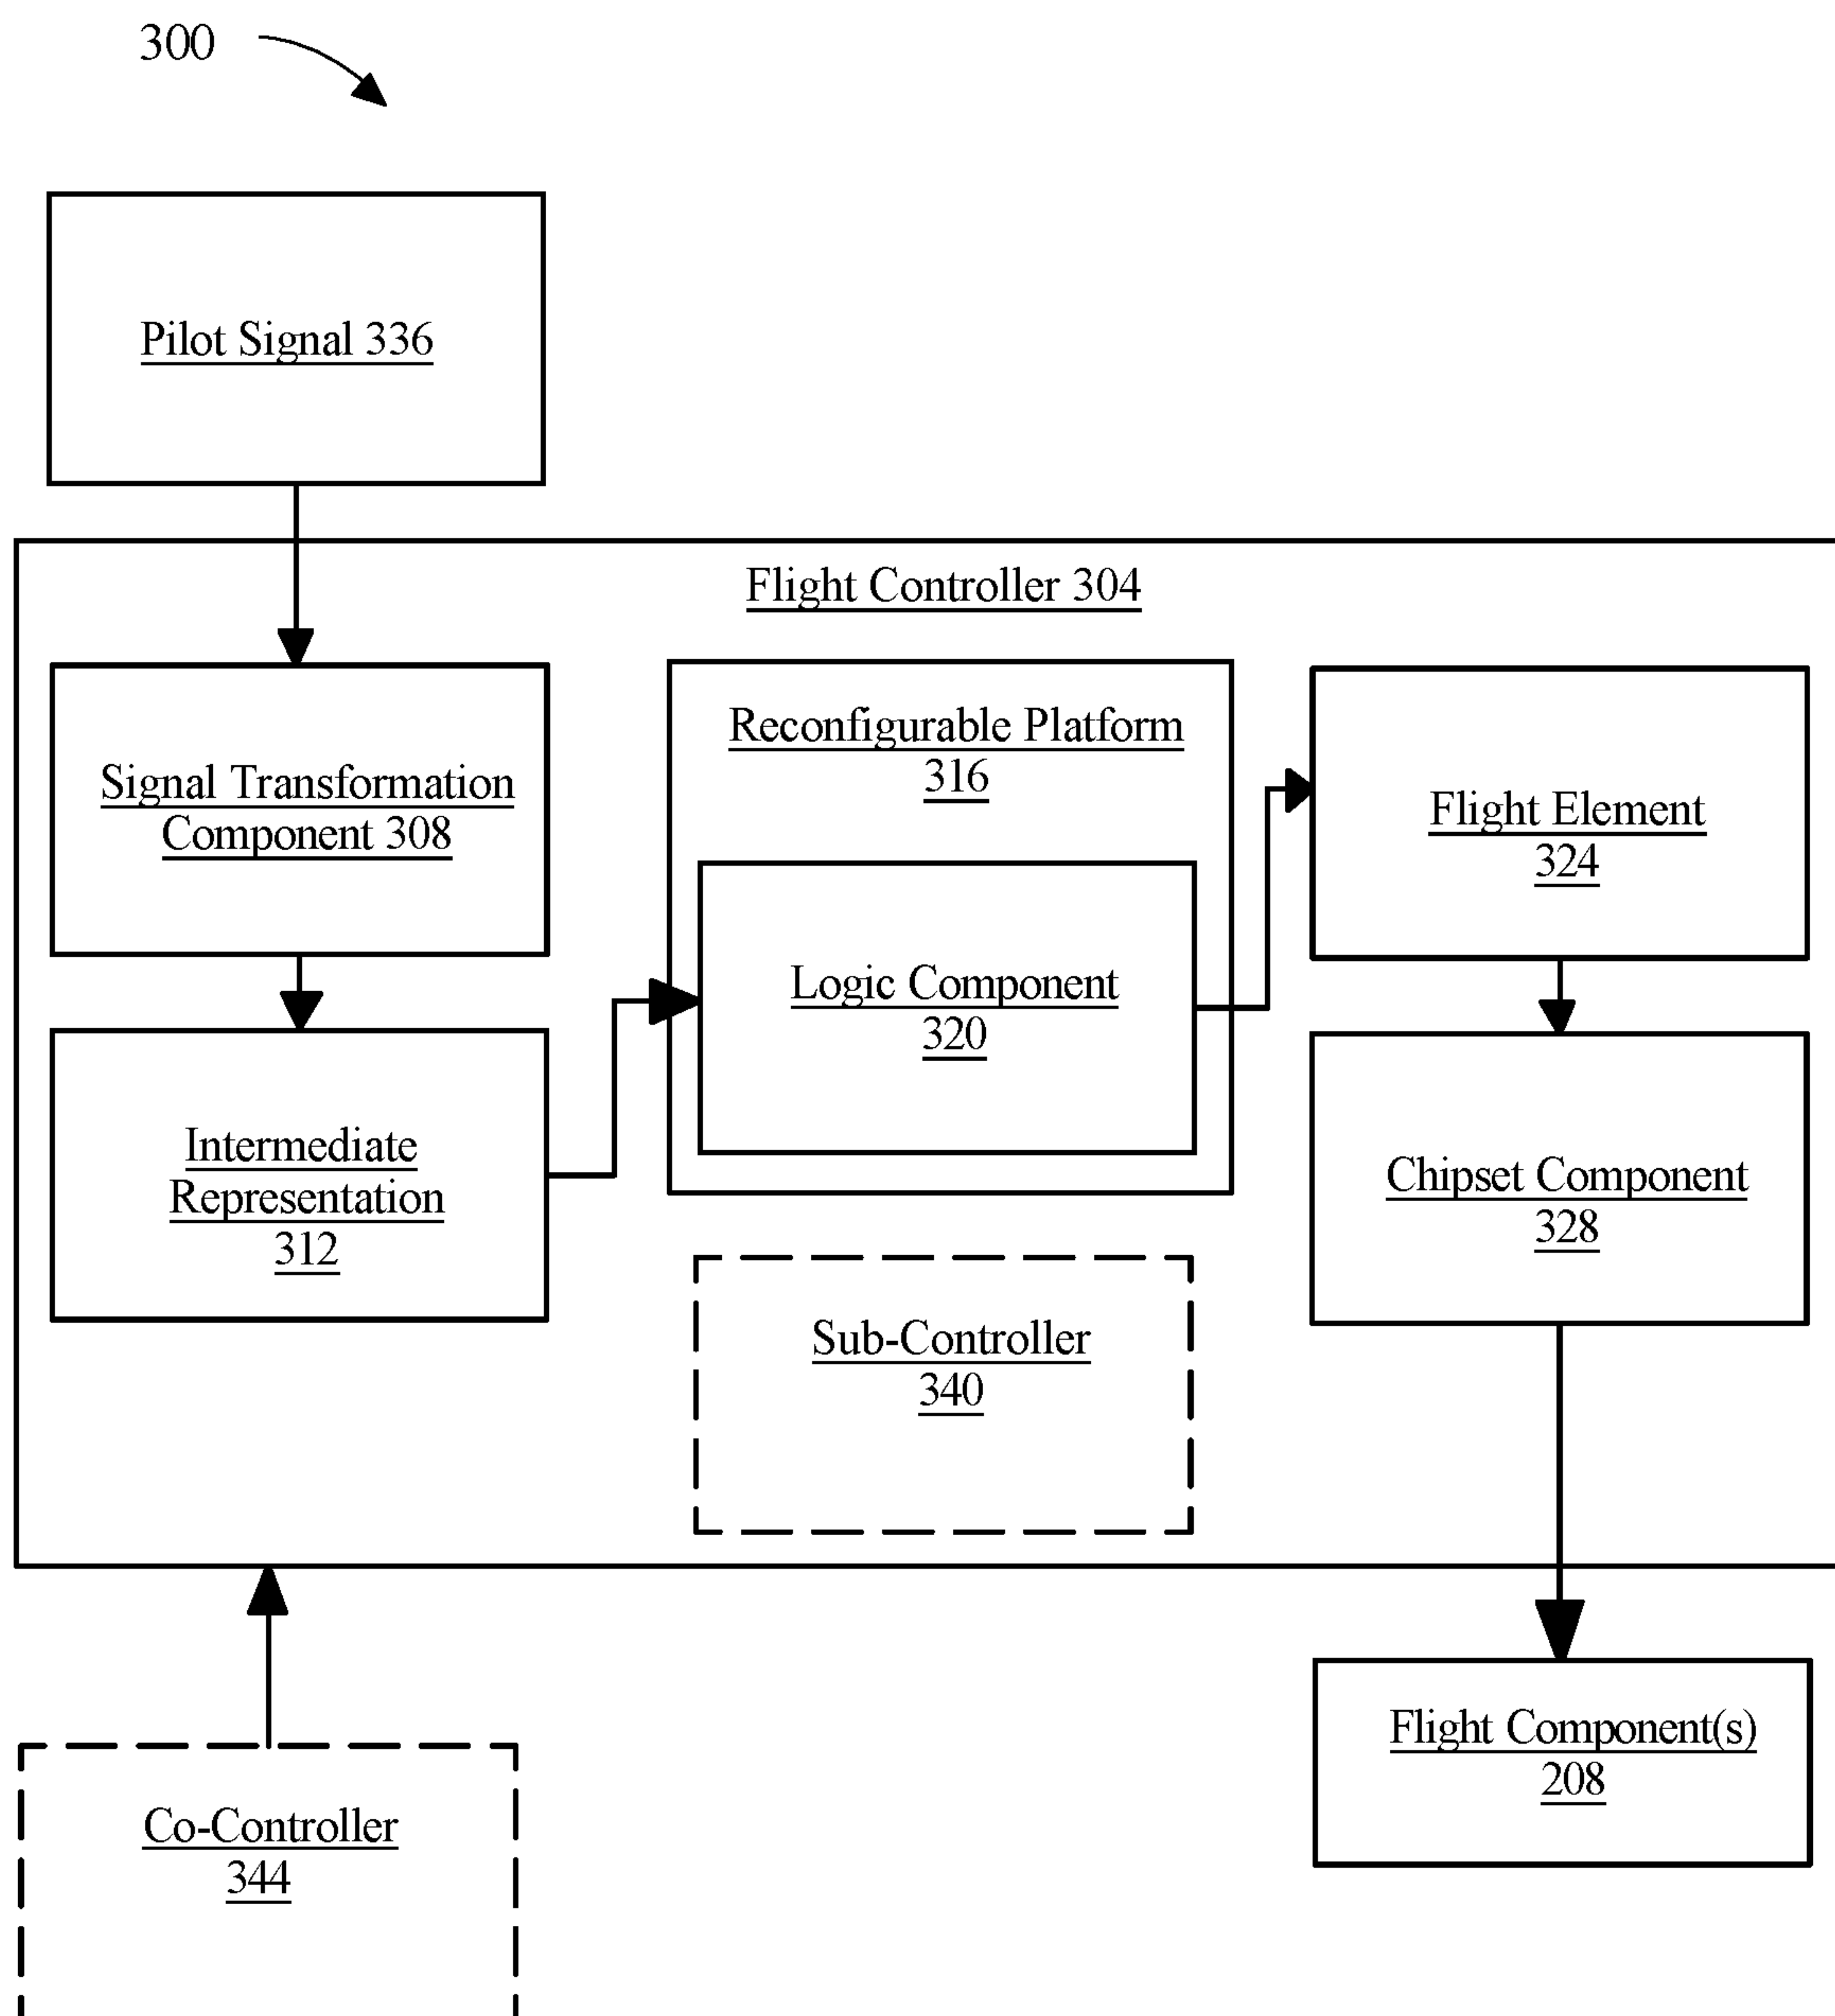 300
Pilot Signal 336
Flight Controller 304
Signal Transformation
Component 308
Intermediate
Representation
312
Reconfigurable Platform
316
Logic Component
320
Sub-Controller
340
Flight Element
324
Chipset Component
328
Co-Controller
344
Flight Component(s)
208